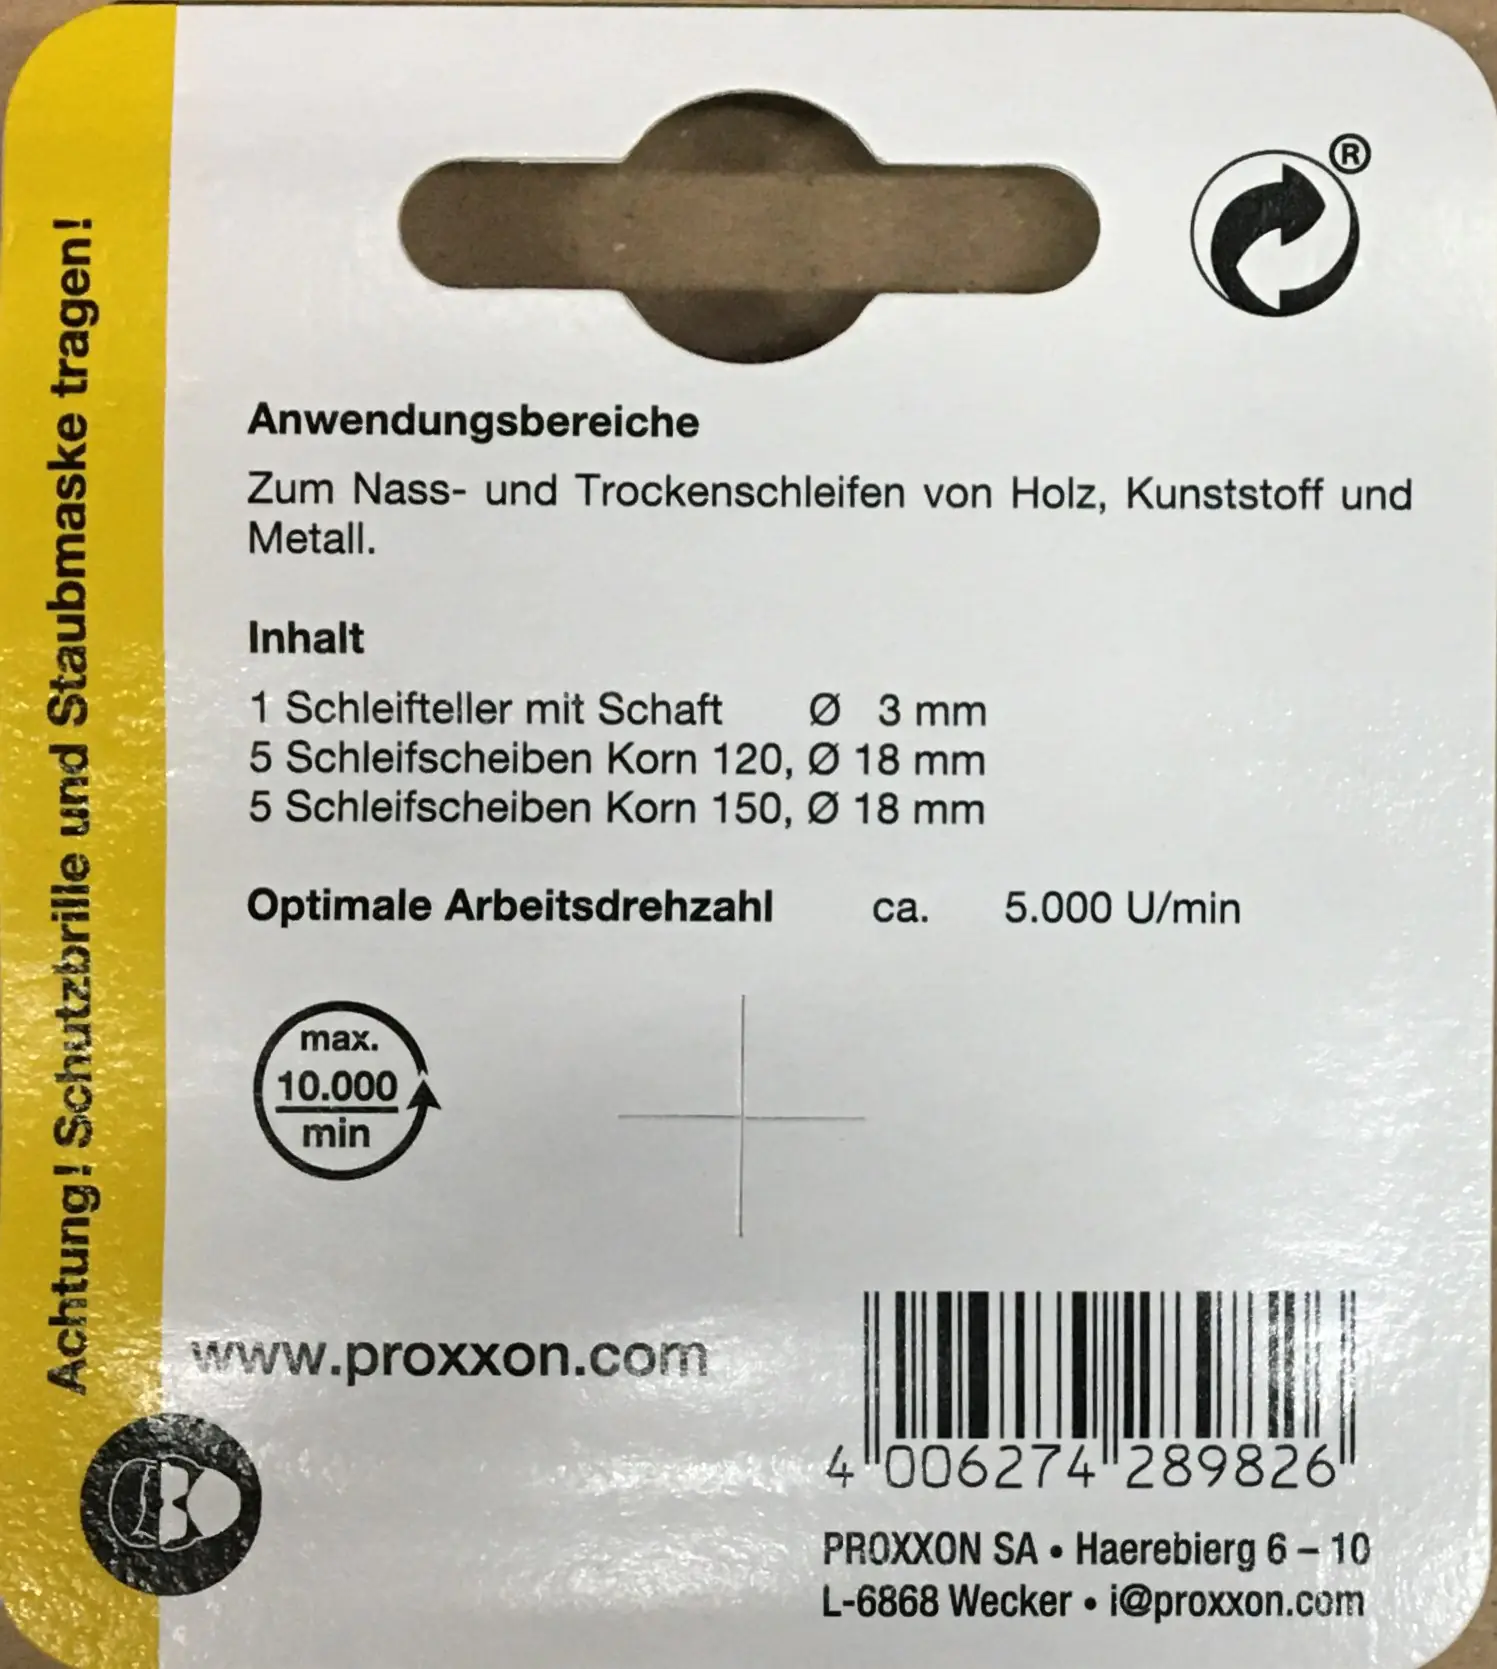 Achtung! Schutzbrille und Staubmaske tragen!
®
Anwendungsbereiche
Zum Nass- und Trockenschleifen von Holz, Kunststoff und
Metall.
Inhalt
1 Schleifteller mit Schaft Ø 3 mm
5 Schleifscheiben Korn 120, Ø 18 mm
5 Schleifscheiben Korn 150, Ø 18 mm
Optimale Arbeitsdrehzahl ca. 5.000 U/min
max.
10.000
min
www.proxxon.com
4 006274 289826
PROXXON SA • Haerebierg 6 – 10
L-6868 Wecker • i@proxxon.com